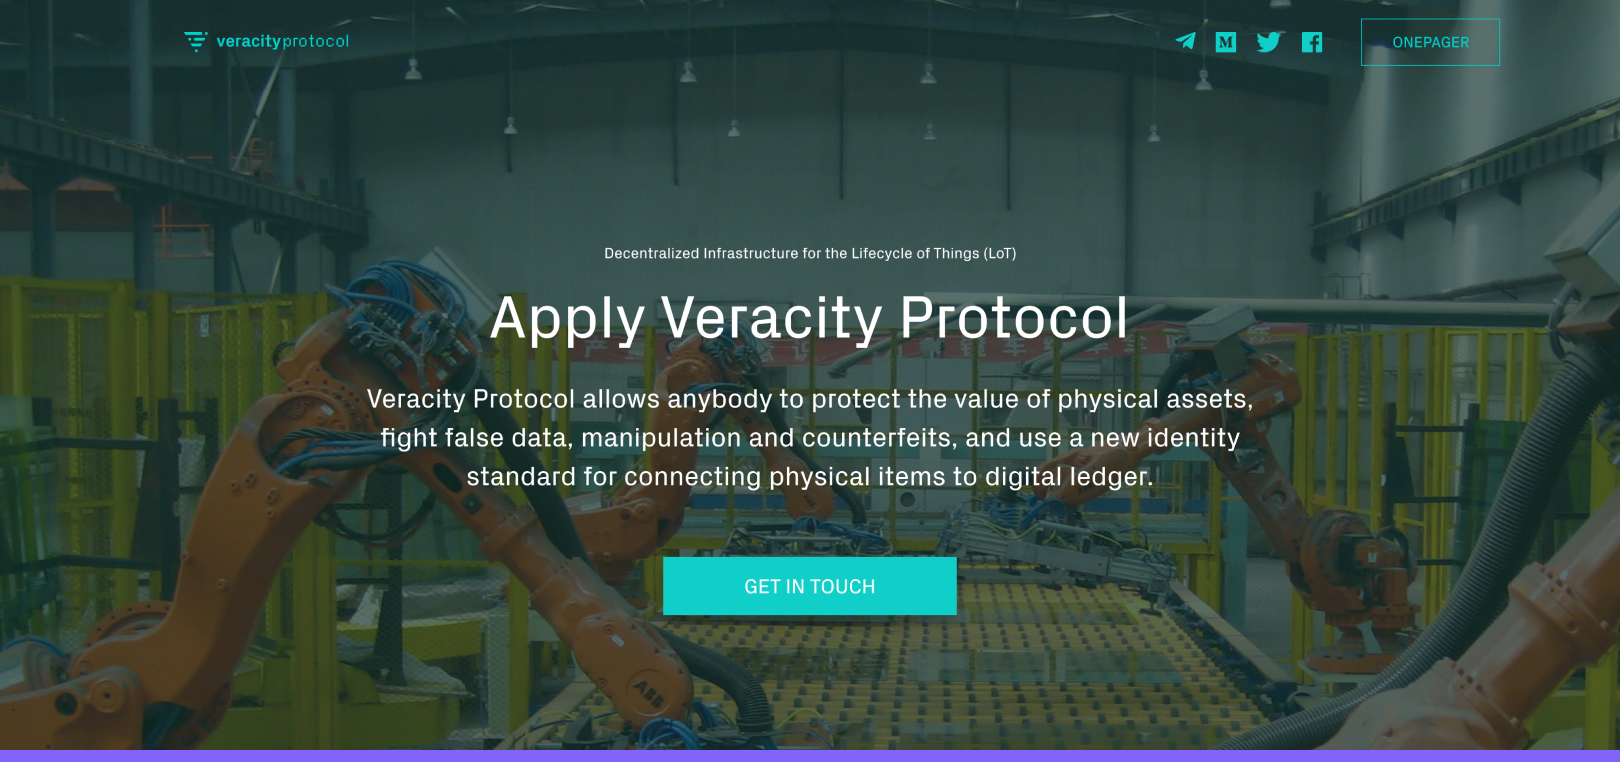 veracityprotocol
ONEPAGER
Decentralized Infrastructure for the Lifecycle of Things (LoT)
Apply Veracity Protocol
Veracity Protocol allows anybody to protect the value of physical assets,
fight false data, manipulation and counterfeits, and use a new identity
standard for connecting physical items to digital ledger.
GET IN TOUCH
ABB